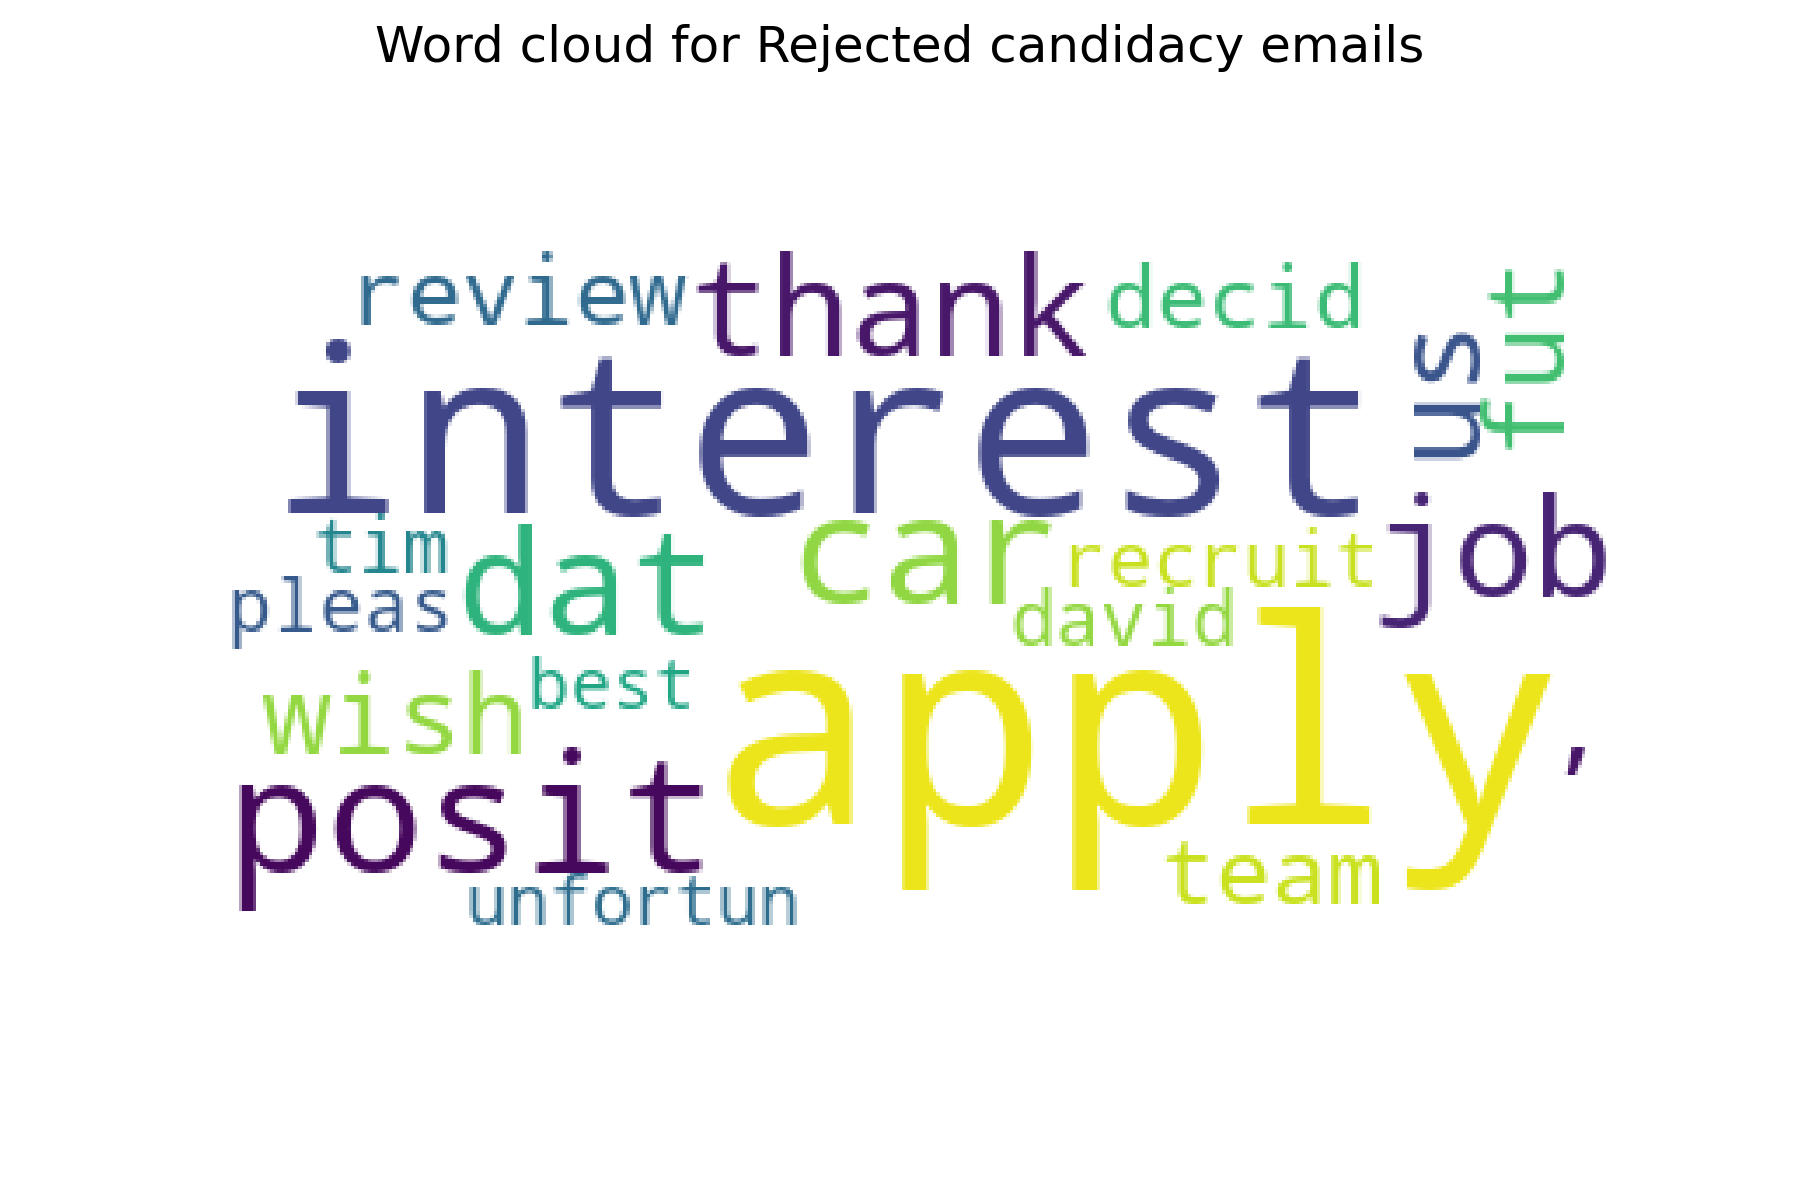 Word cloud for Rejected candidacy emails
review thank decid
us fut
interest
tim dat car recruit job
pleas david
wish best apply ,
posit
team
unfortun